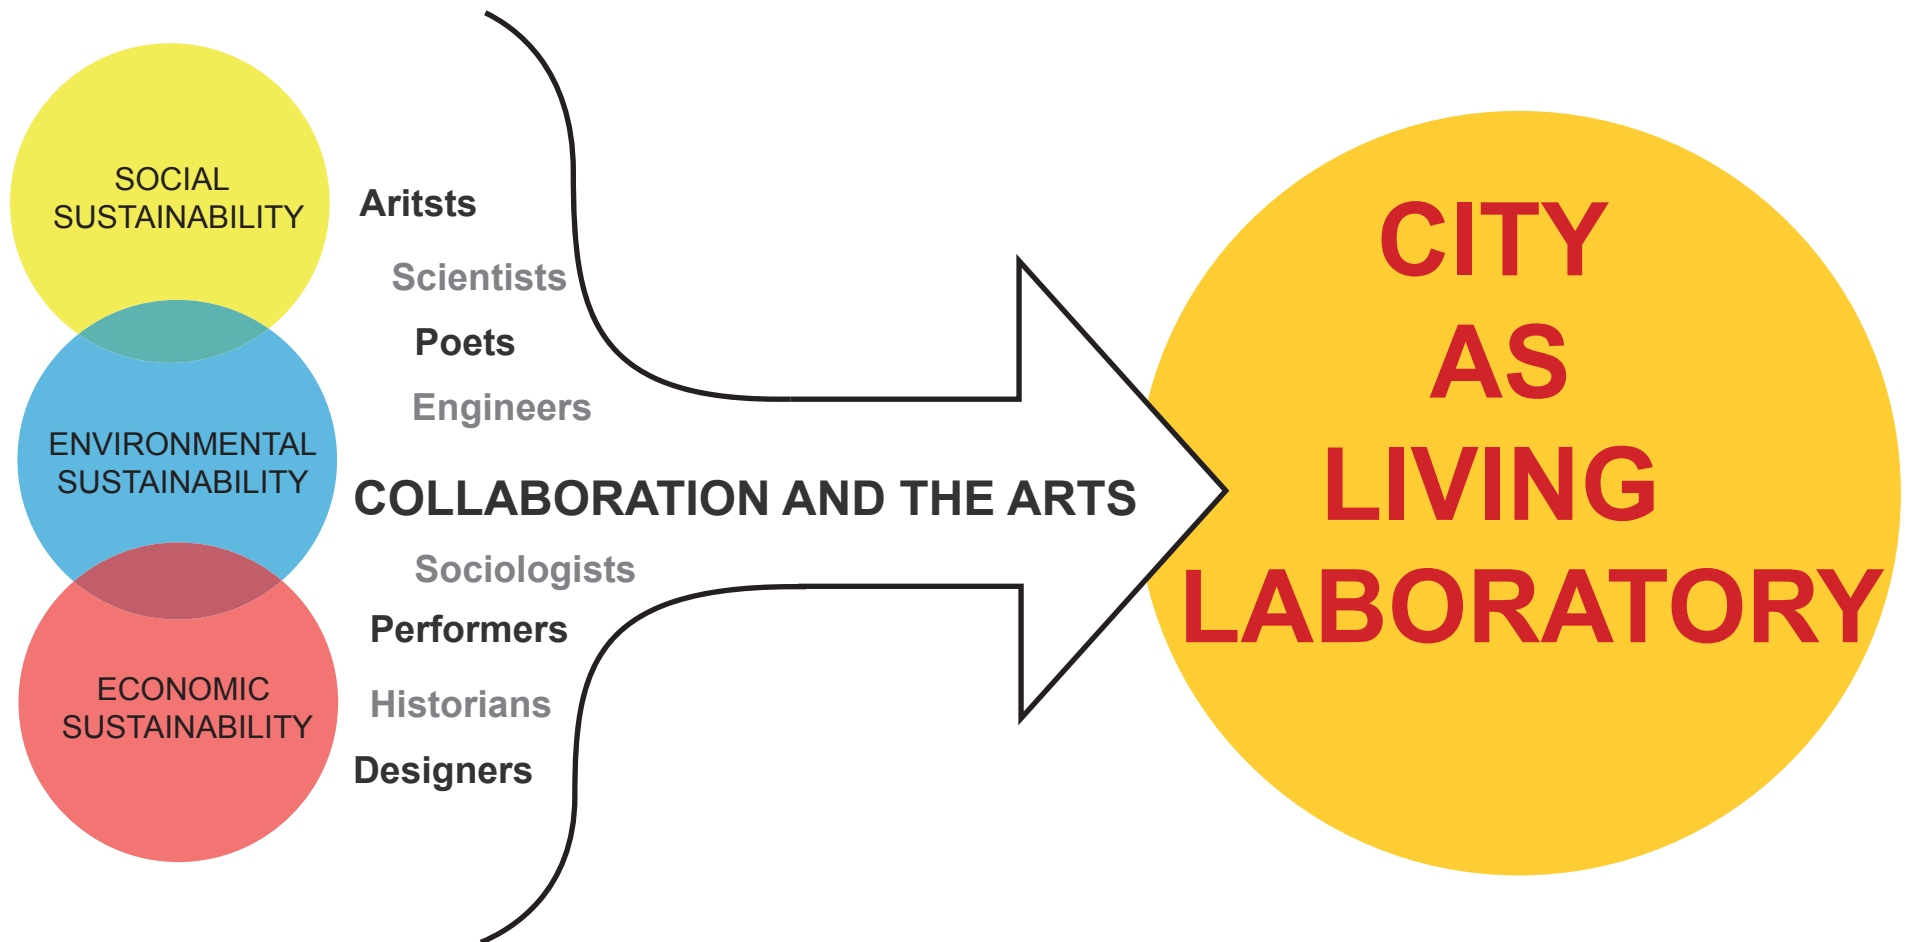 SOCIAL
SUSTAINABILITY
ENVIRONMENTAL
SUSTAINABILITY
ECONOMIC
SUSTAINABILITY
Aritsts
Scientists
Poets
Engineers
COLLABORATION AND THE ARTS
Sociologists
Performers
Historians
Designers
CITY
AS
LIVING
LABORATORY